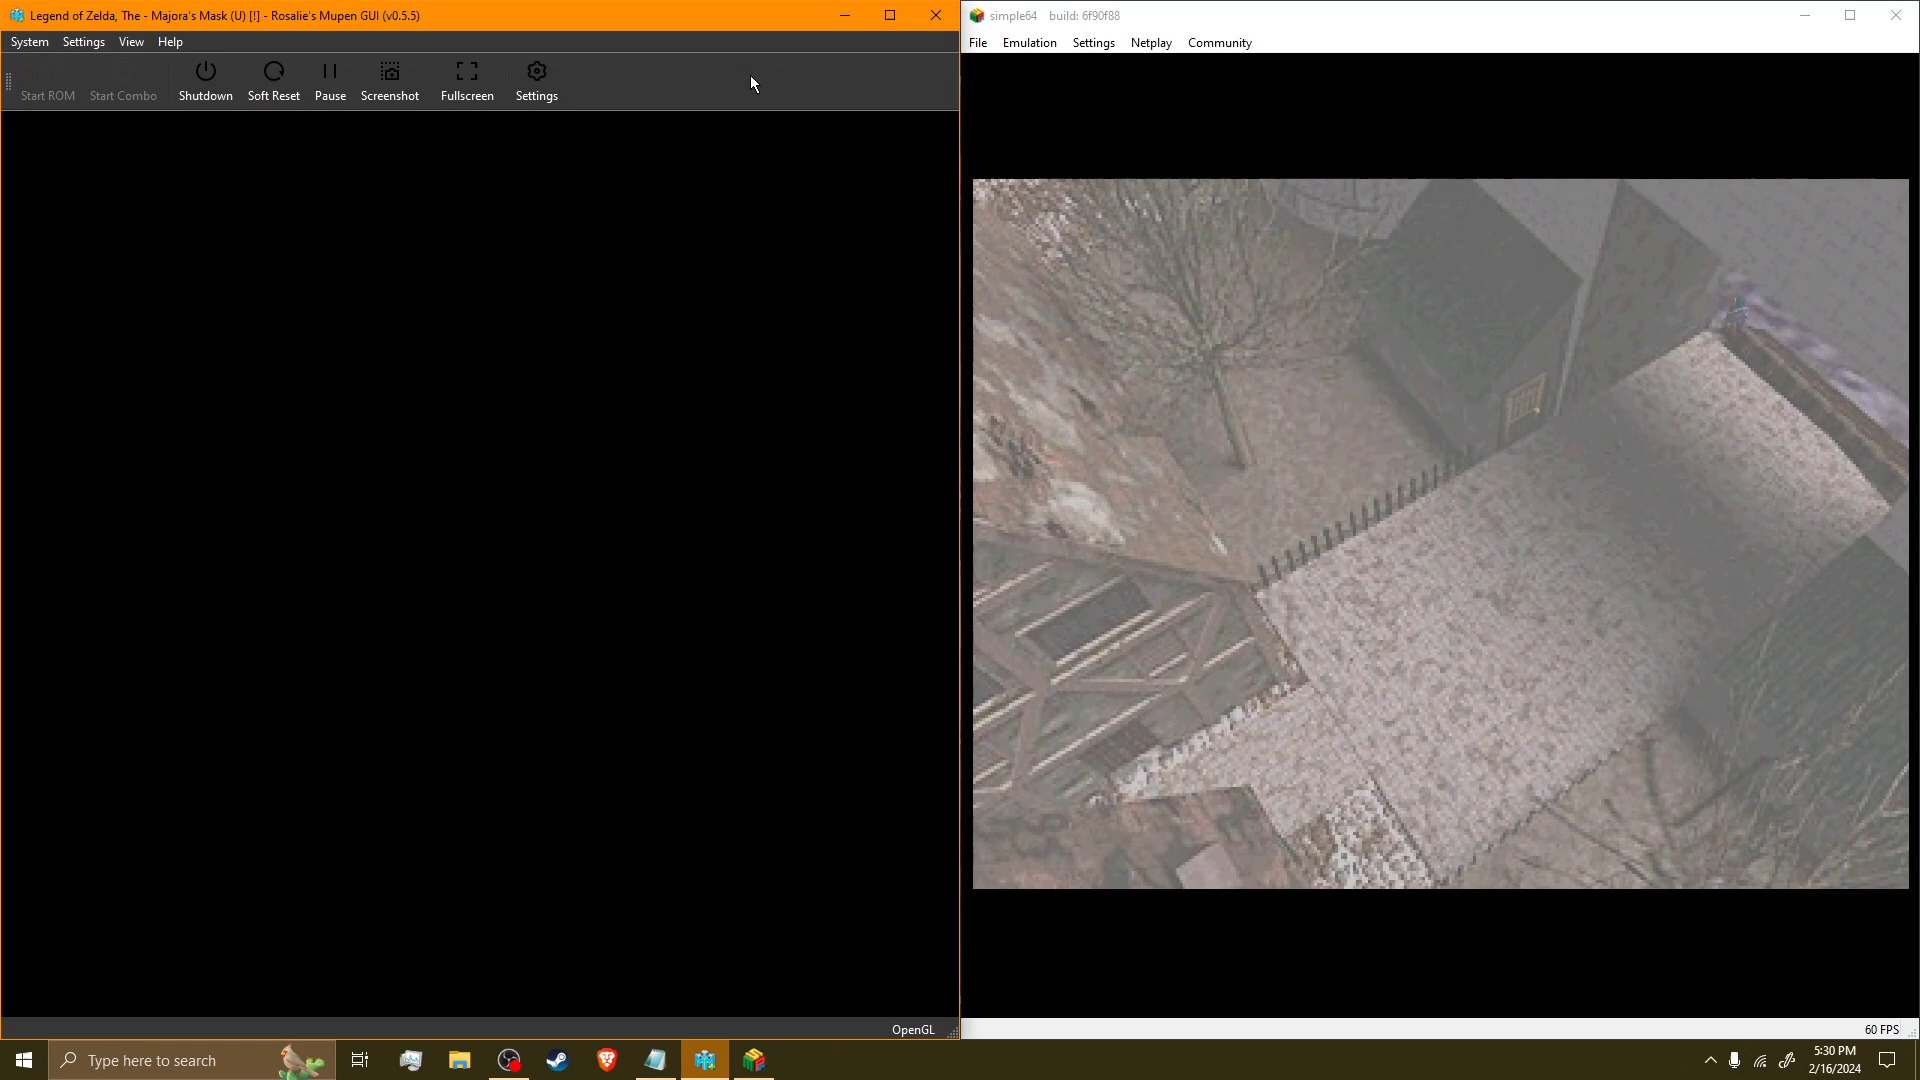 Legend of Zelda, The - Majora's Mask (U) [!] - Rosalie's Mupen GUI (v0.5.5)
System Settings View Help
Start ROM Start Combo Shutdown Soft Reset Pause Screenshot Fullscreen Settings
OpenGL
simple64 build: 6f90f88
File Emulation Settings Netplay Community
60 FPS
Type here to search
5:30 PM
2/16/2024